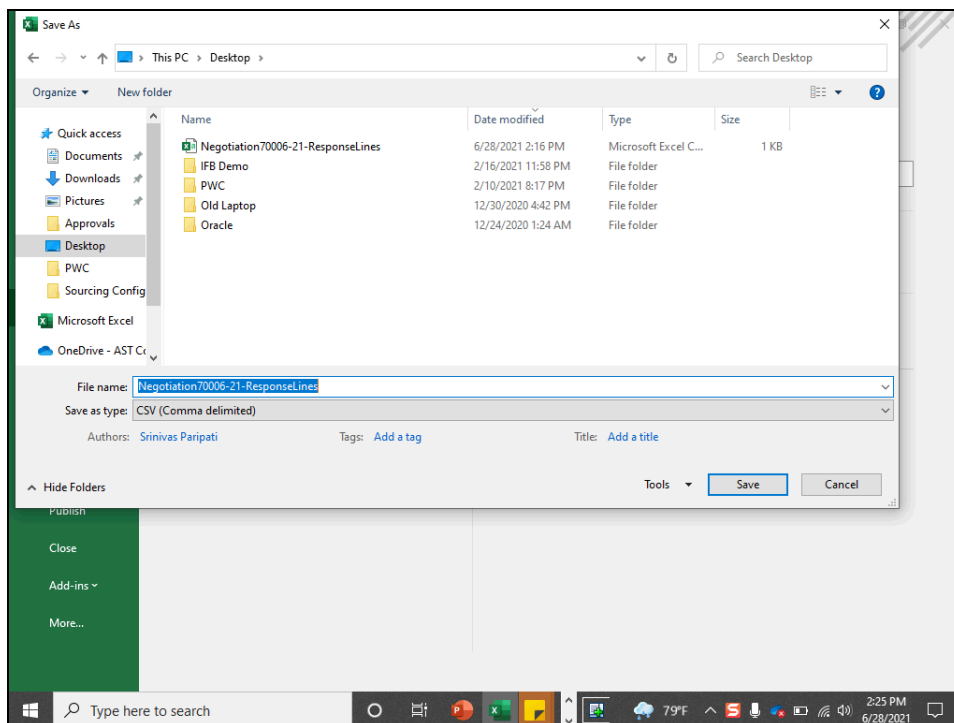 Save As
This PC > Desktop >
Search Desktop
Organize
New folder
Name Date modified Type Size
Quick access
Documents
Downloads
Pictures
Approvals
Desktop
PWC
Sourcing Config
Microsoft Excel
OneDrive - AST Co
Negotiation70006-21-ResponseLines 6/28/2021 2:16 PM Microsoft Excel C... 1 KB
IFB Demo 2/16/2021 11:58 PM File folder
PWC 2/10/2021 8:17 PM File folder
Old Laptop 12/30/2020 4:42 PM File folder
Oracle 12/24/2020 1:24 AM File folder
File name: Negotiation70006-21-ResponseLines
Save as type: CSV (Comma delimited)
Authors: Srinivas Paripati Tags: Add a tag Title: Add a title
Hide Folders
Tools Save Cancel
Publish
Close
Add-ins
More...
Type here to search
79°F
2:25 PM
6/28/2021